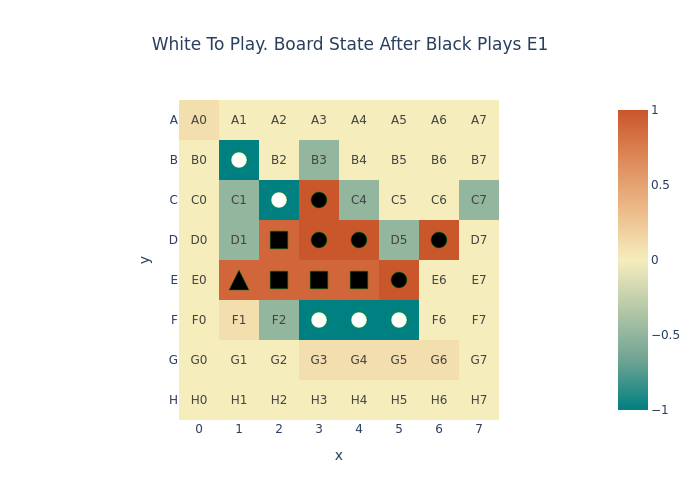 White To Play. Board State After Black Plays E1
A A0 A1 A2 A3 A4 A5 A6 A7 1
B B0 B2 B3 B4 B5 B6 B7
0.5
C C0 C1 C4 C5 C6 C7
D D0 D1 D5 D7
y
0
E E0 E6 E7
F F0 F1 F2 F6 F7
−0.5
G G0 G1 G2 G3 G4 G5 G6 G7
H H0 H1 H2 H3 H4 H5 H6 H7
−1
0 1 2 3 4 5 6 7
x